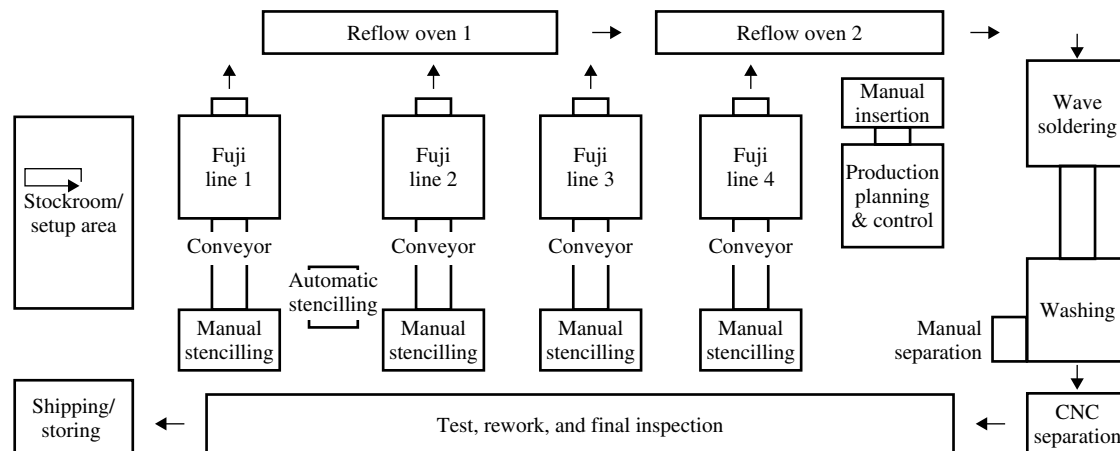 Reflow oven 1
Reflow oven 2
Manual
insertion
Wave
soldering
Fuji
line 1
Fuji
line 2
Fuji
line 3
Fuji
line 4
Production
planning
& control
Stockroom/
setup area
Conveyor
Conveyor
Conveyor
Conveyor
Automatic
stencilling
Washing
Manual
stencilling
Manual
stencilling
Manual
stencilling
Manual
stencilling
Manual
separation
Shipping/
storing
Test, rework, and final inspection
CNC
separation